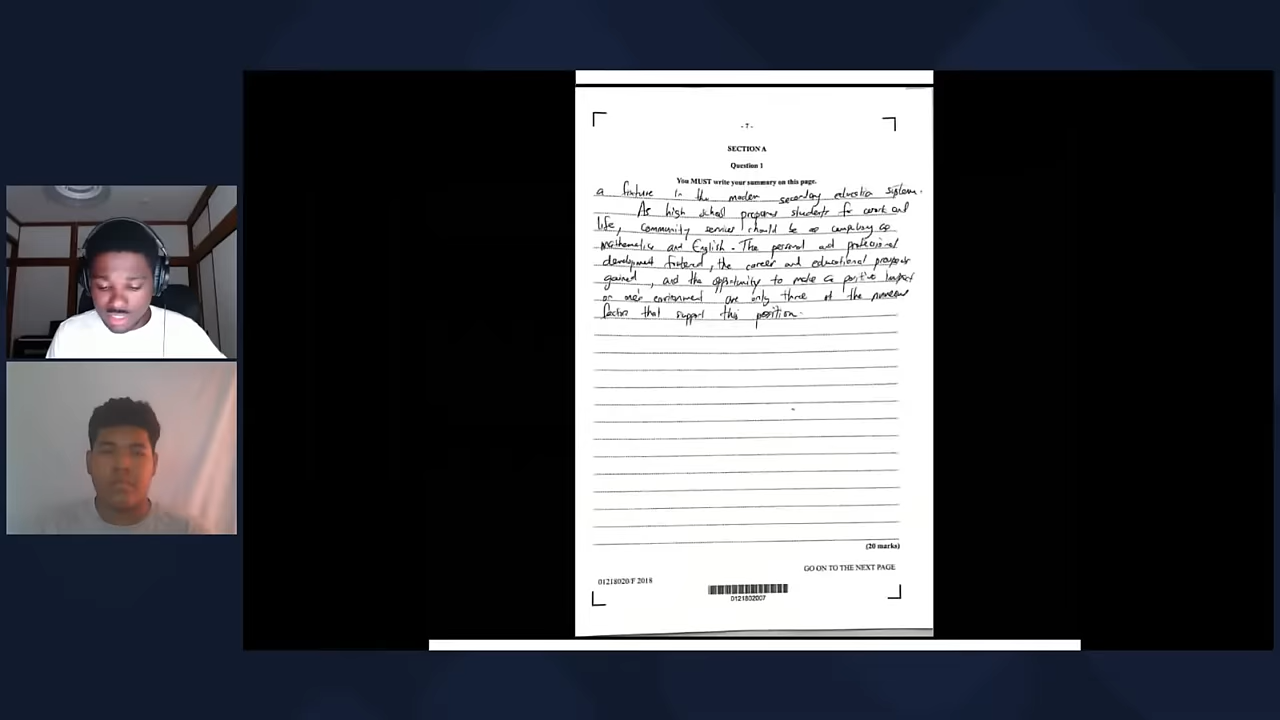 - 7 -
SECTION A
Question 1
You MUST write your summary on this page.
a fixture in the modern secondary education system.
As high school prepares students for work and
life, community services should be as compulsory as
mathematics and English. The personal and professional
development fostered, the career and educational prospects
gained, and the opportunity to make a positive impact
on one's environment are only three of the numerous
factors that support this position.
(20 marks)
GO ON TO THE NEXT PAGE
01218020/F 2018
0121802007